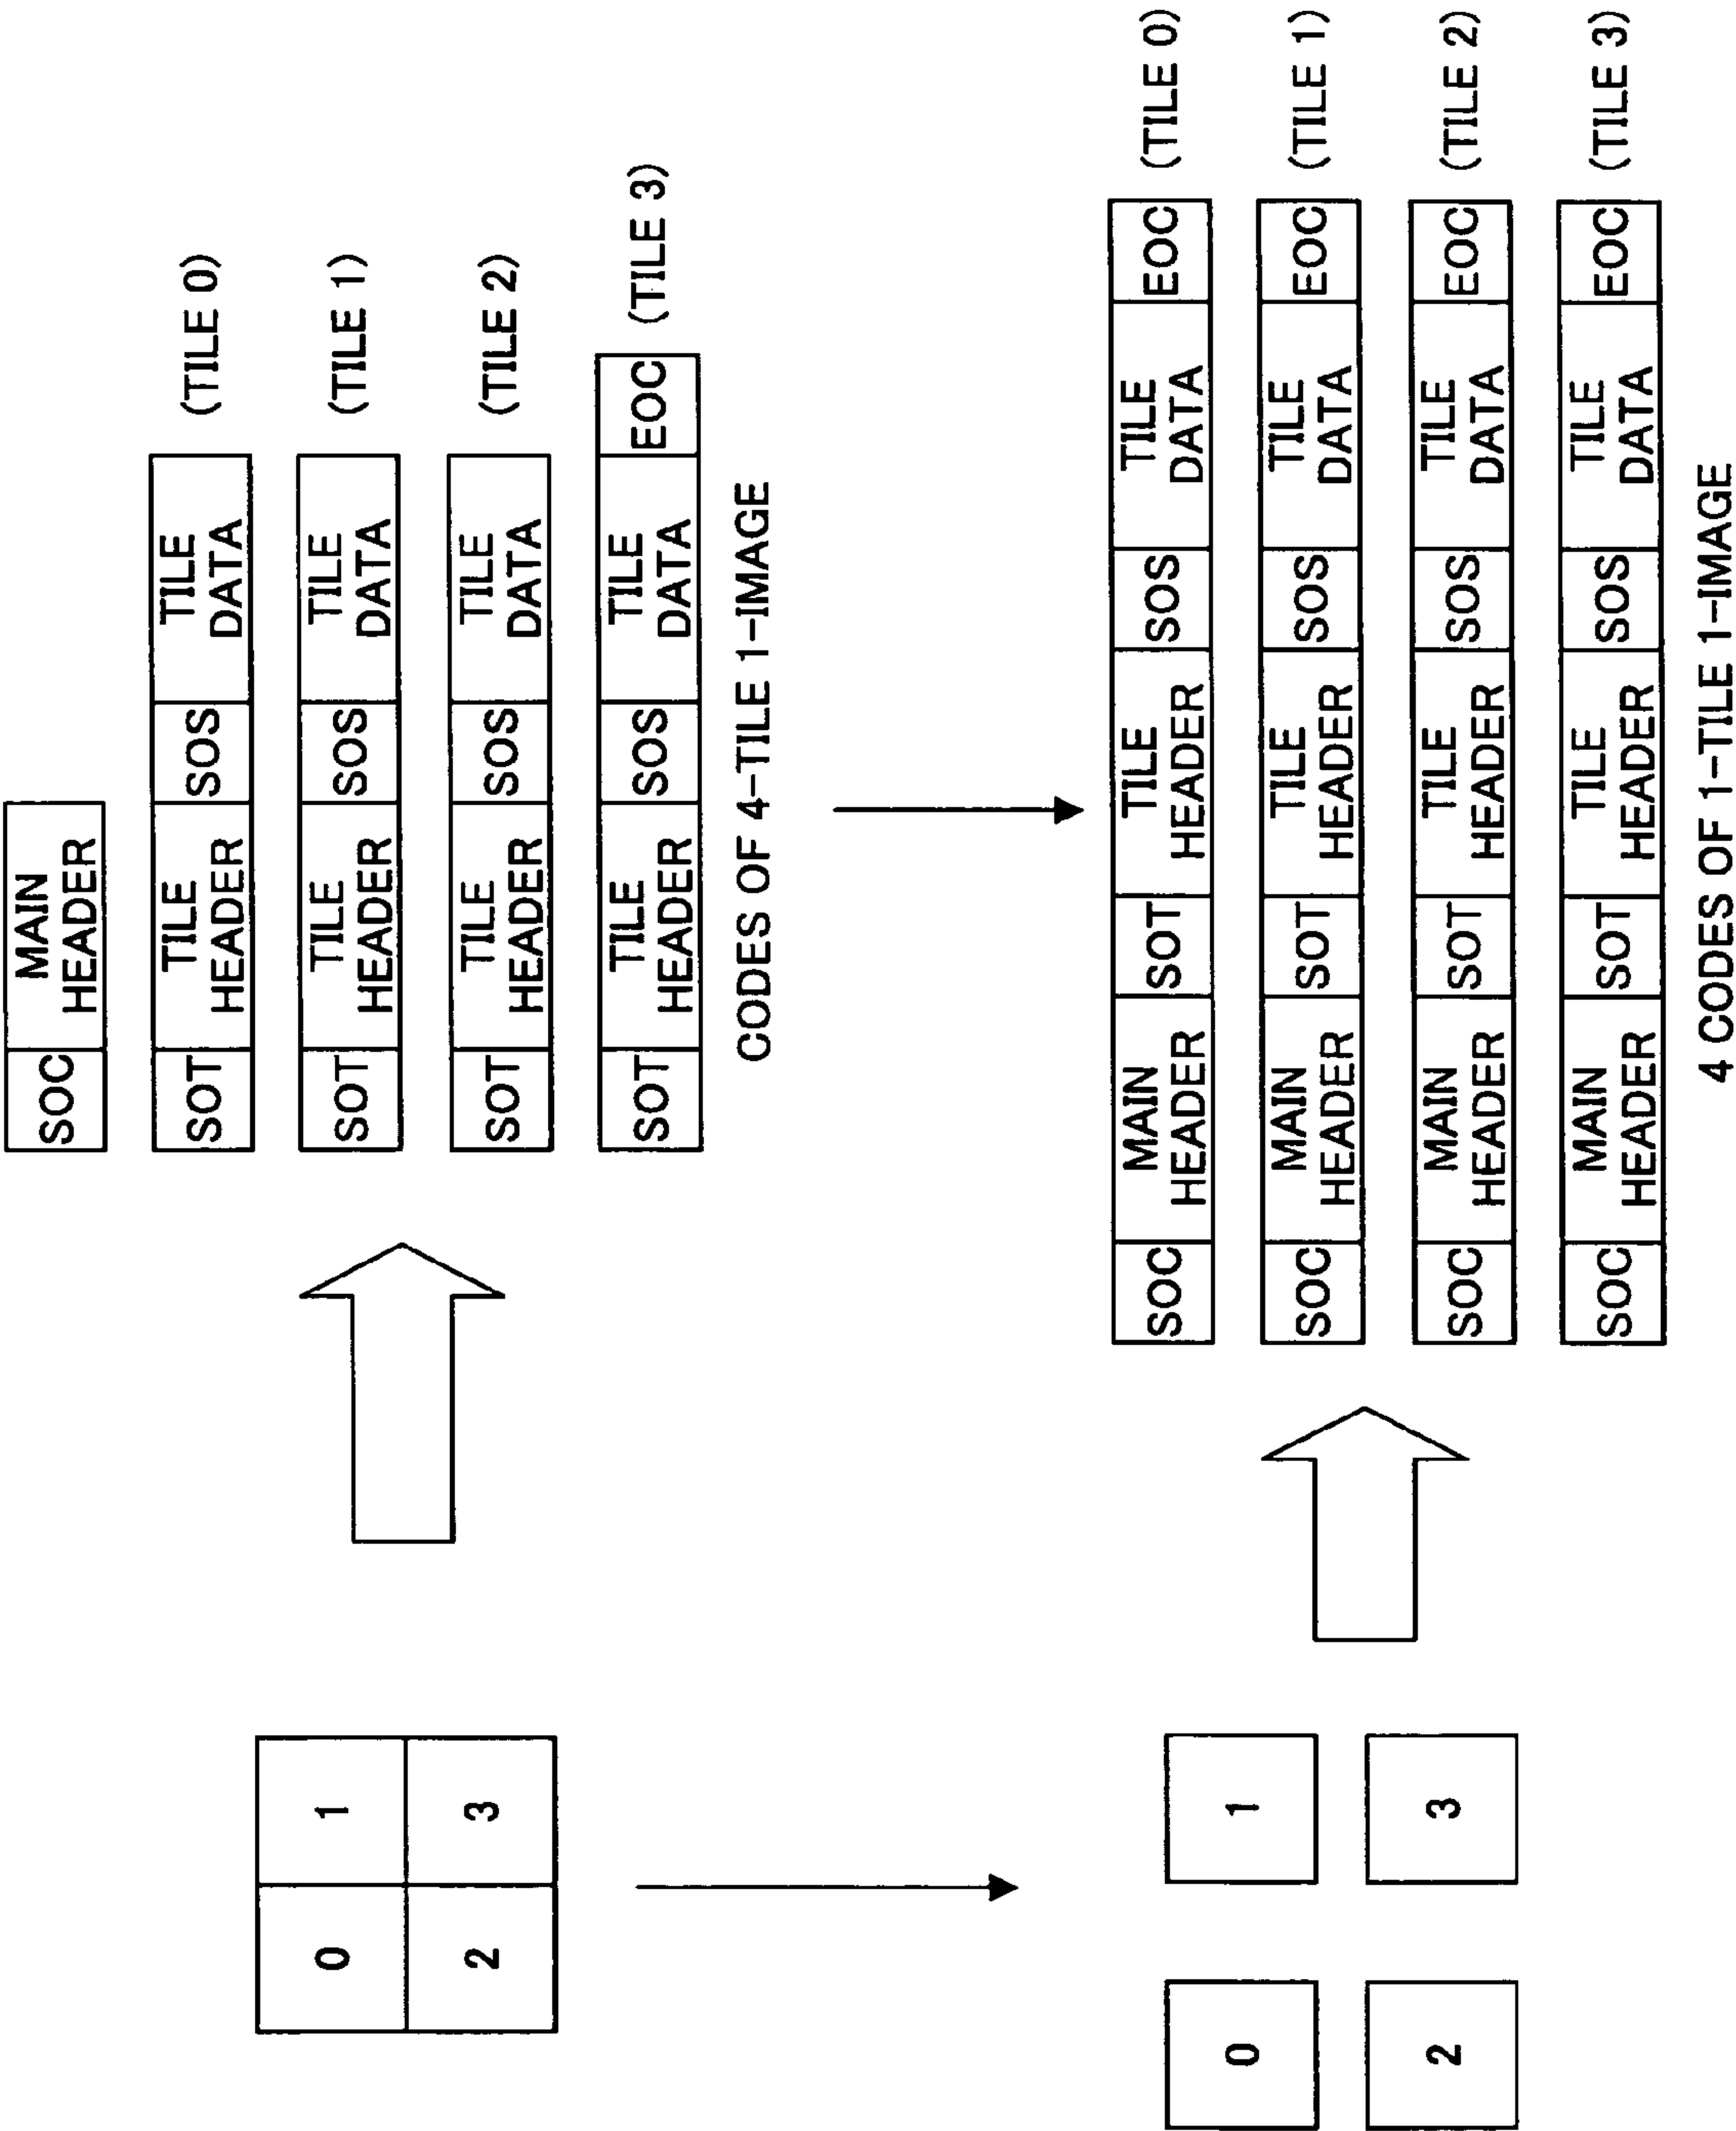 0 1
2 3
SOC MAIN HEADER
SOT TILE HEADER SOS TILE DATA (TILE 0)
SOT TILE HEADER SOS TILE DATA (TILE 1)
SOT TILE HEADER SOS TILE DATA (TILE 2)
SOT TILE HEADER SOS TILE DATA EOC (TILE 3)
CODES OF 4-TILE 1-IMAGE
0 1
2 3
SOC MAIN HEADER SOT TILE HEADER SOS TILE DATA EOC (TILE 0)
SOC MAIN HEADER SOT TILE HEADER SOS TILE DATA EOC (TILE 1)
SOC MAIN HEADER SOT TILE HEADER SOS TILE DATA EOC (TILE 2)
SOC MAIN HEADER SOT TILE HEADER SOS TILE DATA EOC (TILE 3)
4 CODES OF 1-TILE 1-IMAGE